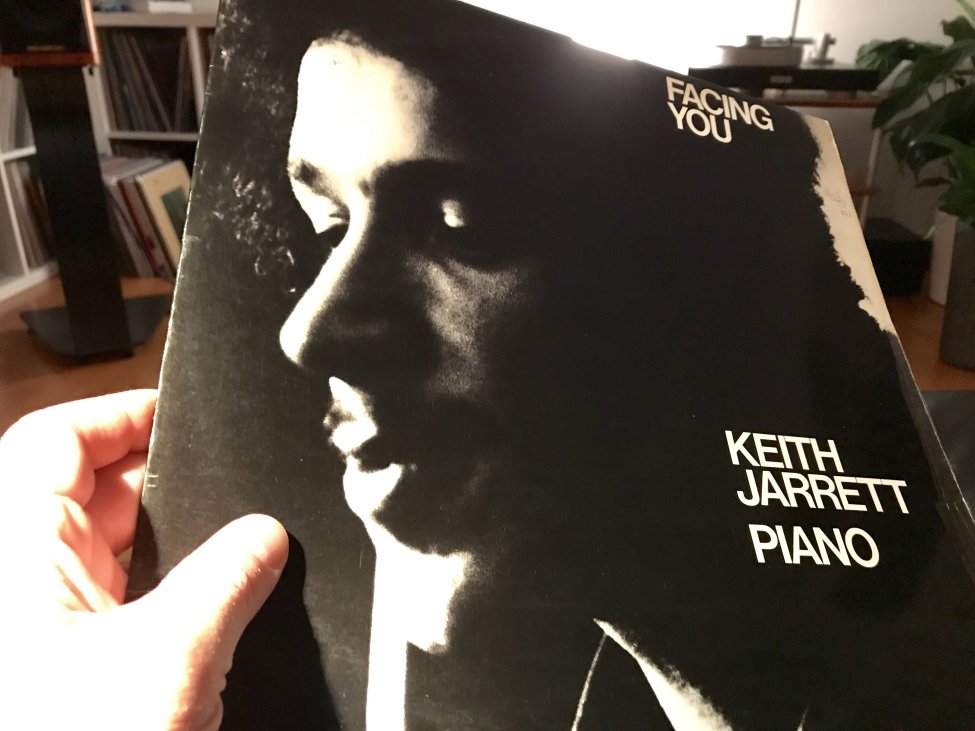 FACING
YOU
KEITH
JARRETT
PIANO